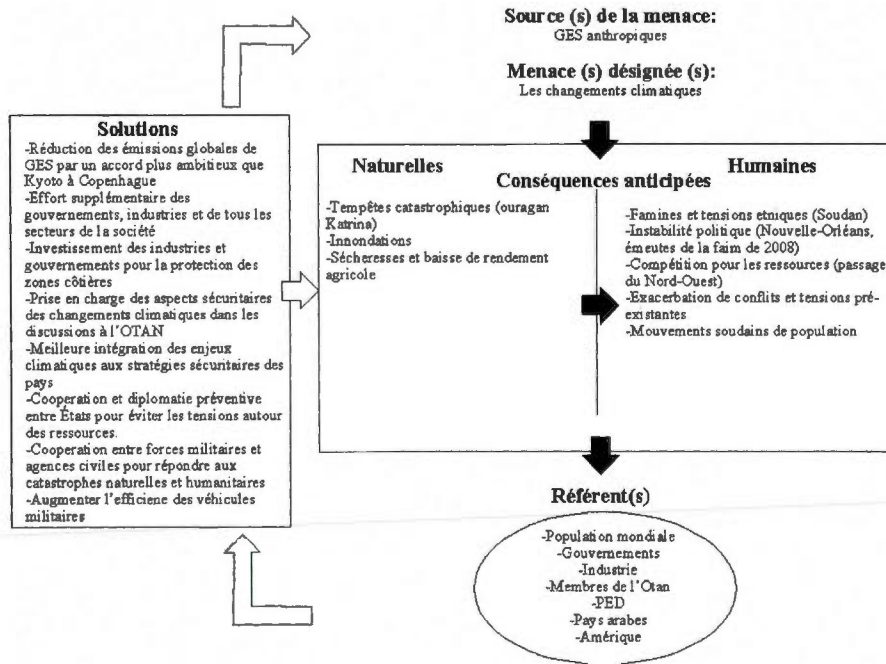 Source (s) de la menace:
GES anthropiques
Menace (s) désignée (s):
Les changements climatiques
Solutions
-Réduction des émissions globales de
GES par un accord plus ambitieux que
Kyoto à Copenhague
-Effort supplémentaire des
gouvernements, industries et de tous les
secteurs de la société
-Investissement des industries et
gouvernements pour la protection des
zones côtières
-Prise en charge des aspects sécuritaires
des changements climatiques dans les
discussions à l'OTAN
-Meilleure intégration des enjeux
climatiques aux stratégies sécuritaires des
pays
-Cooperation et diplomatie préventive
entre États pour éviter les tensions autour
des ressources.
-Cooperation entre forces militaires et
agences civiles pour répondre aux
catastrophes naturelles et humanitaires
-Augmenter l'efficiene des véhicules
militaires
Conséquences anticipées
Naturelles
-Tempêtes catastrophiques (ouragan
Katrina)
-Innondations
-Sécheresses et baisse de rendement
agricole
Humaines
-Famines et tensions etniques (Soudan)
-Instabilité politique (Nouvelle-Orléans,
émeutes de la faim de 2008)
-Compétition pour les ressources (passage
du Nord-Ouest)
-Exacerbation de conflits et tensions pré-
existantes
-Mouvements soudains de population
Référent(s)
-Population mondiale
-Gouvernements
-Industrie
-Membres de l'Otan
-PED
-Pays arabes
-Amérique